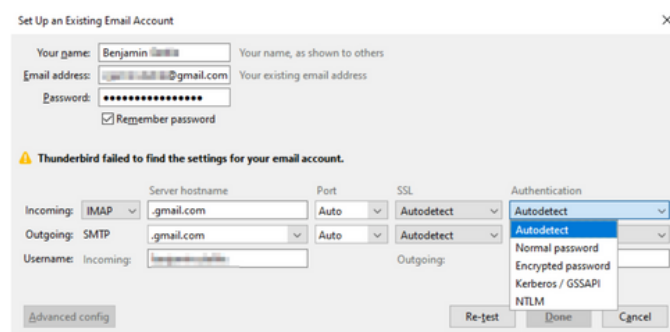 Set Up an Existing Email Account
Your name: Benjamin Your name, as shown to others
Email address: @gmail.com Your existing email address
Password: ••••••••••••••••
Remember password
Thunderbird failed to find the settings for your email account.
Server hostname Port SSL Authentication
Incoming: IMAP .gmail.com Auto Autodetect Autodetect
Outgoing: SMTP .gmail.com Auto Autodetect Autodetect
Normal password
Username: Incoming: Outgoing: Encrypted password
Kerberos / GSSAPI
NTLM
Advanced config Re-test Done Cancel